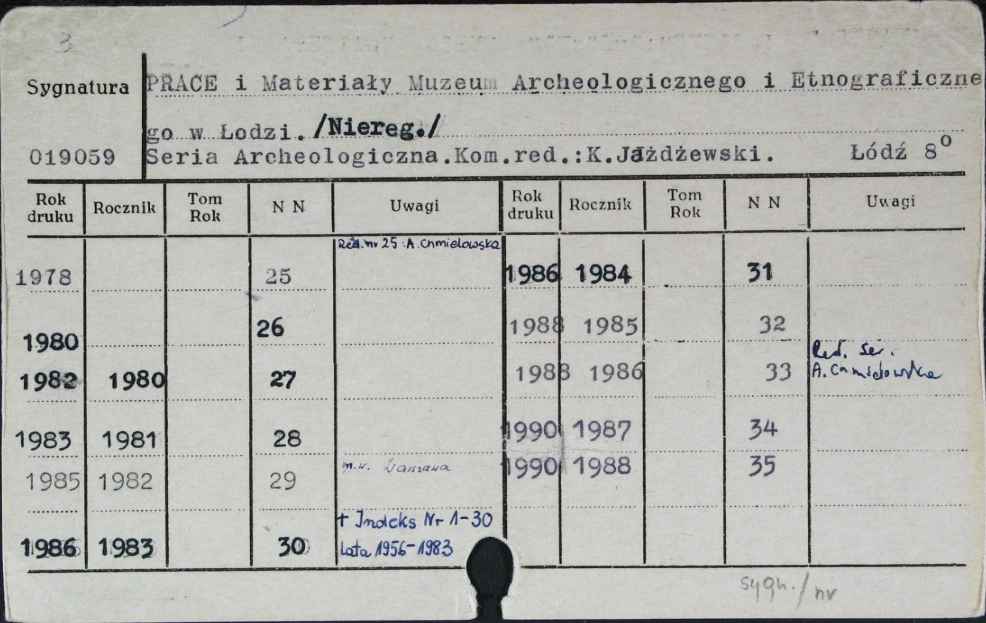 3
Sygnatura PRACE i Materiały Muzeum Archeologicznego i Etnograficzne
go w Łodzi. /Niereg./
019059 Seria Archeologiczna.Kom.red.:K.Jażdżewski. Łódź 8º
Rok druku Rocznik Tom Rok N N Uwagi Rok druku Rocznik Tom Rok N N Uwagi
Red. nr 25 : A. Chmielowska
1978 25 1986 1984 31
1980 26 1988 1985 32
Red. ser.
1982 1980 27 1988 1986 33 A. Chmielowska
1983 1981 28 1990 1987 34
m.w. Warszawa
1985 1982 29 1990 1988 35
+ Indeks Nr 1-30
1986 1983 30 Lata 1956-1983
sygn./nr